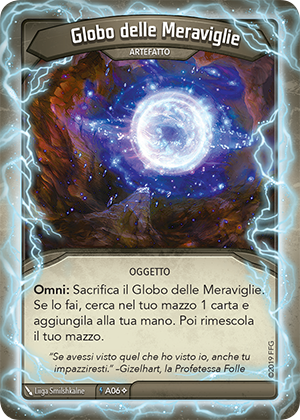 Globo delle Meraviglie
ARTEFATTO
OGGETTO
Omni: Sacrifica il Globo delle Meraviglie.
Se lo fai, cerca nel tuo mazzo 1 carta e
aggiungila alla tua mano. Poi rimescola
il tuo mazzo.
“Se avessi visto quel che ho visto io, anche tu
impazziresti.” -Gizelhart, la Profetessa Folle
©2019 FFG
Liiga Smilshkalne
A06